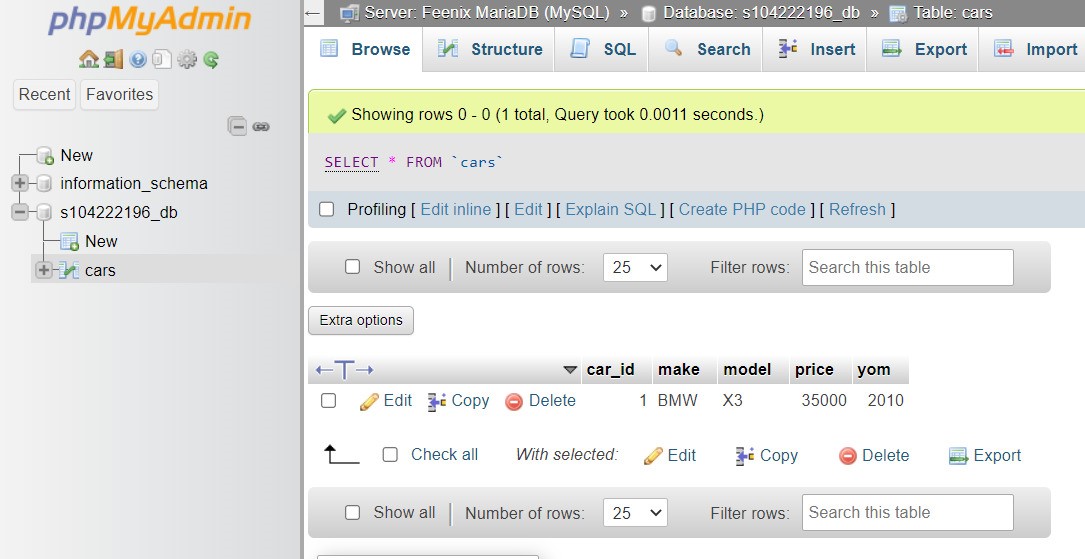 phpMyAdmin
Recent Favorites
New
information_schema
s104222196_db
New
cars
Server: Feenix MariaDB (MySQL) » Database: s104222196_db » Table: cars
Browse Structure SQL Search Insert Export Import
Showing rows 0 - 0 (1 total, Query took 0.0011 seconds.)
SELECT * FROM `cars`
Profiling [ Edit inline ] [ Edit ] [ Explain SQL ] [ Create PHP code ] [ Refresh ]
Show all Number of rows: 25 Filter rows: Search this table
Extra options
car_id make model price yom
Edit Copy Delete 1 BMW X3 35000 2010
Check all With selected: Edit Copy Delete Export
Show all Number of rows: 25 Filter rows: Search this table